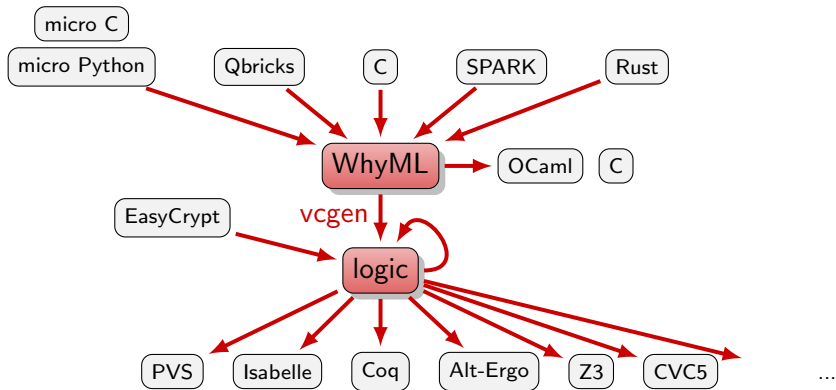 micro C
micro Python
Qbricks
C
SPARK
Rust
WhyML
OCaml
C
vcgen
EasyCrypt
logic
PVS
Isabelle
Coq
Alt-Ergo
Z3
CVC5
...